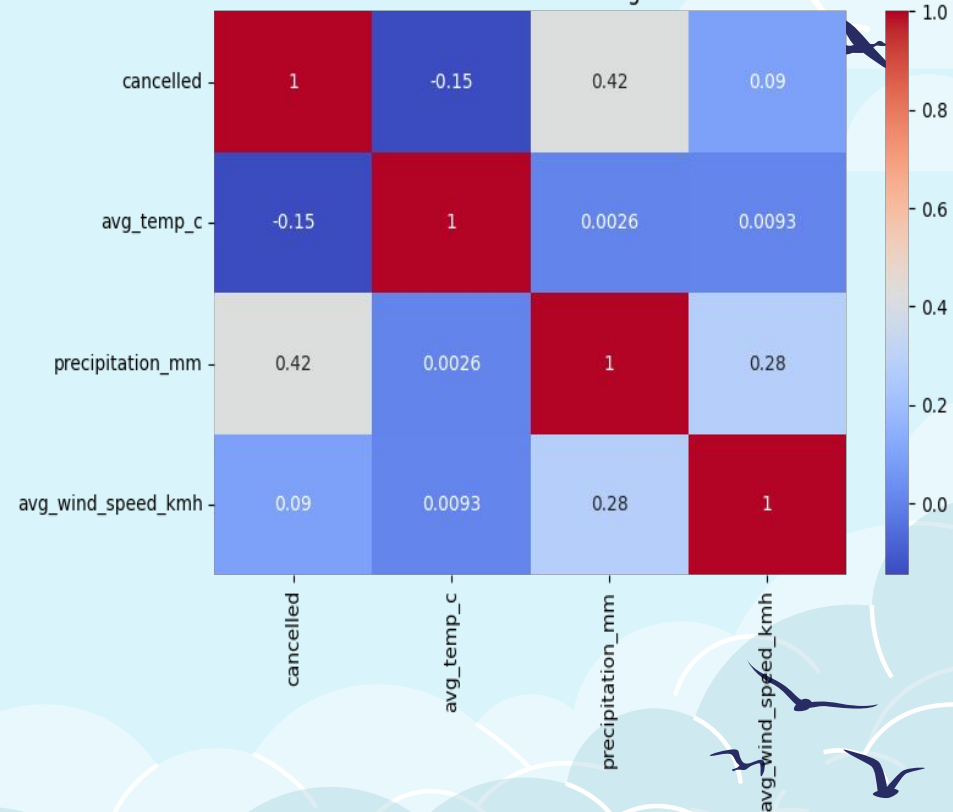 1.0
cancelled 1 -0.15 0.42 0.09
0.8
avg_temp_c -0.15 1 0.0026 0.0093
0.6
0.4
precipitation_mm 0.42 0.0026 1 0.28
0.2
avg_wind_speed_kmh 0.09 0.0093 0.28 1
0.0
cancelled
avg_temp_c
precipitation_mm
avg_wind_speed_kmh